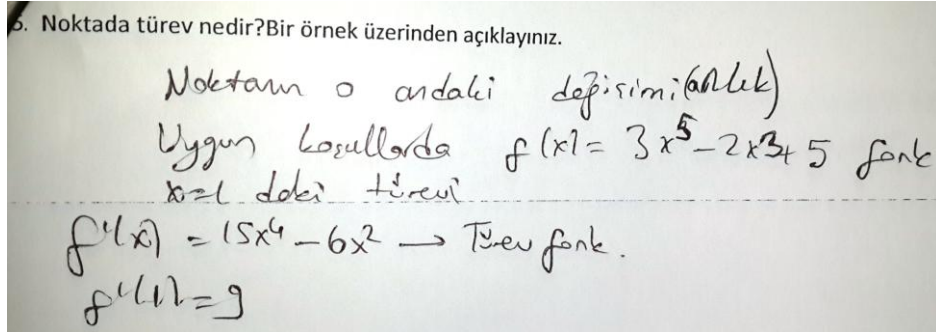 5. Noktada türev nedir?Bir örnek üzerinden açıklayınız.
Noktanın o andaki değişimi(anlık)
Uygun koşullarda f(x) = 3x⁵-2x³+5 fonk
x=1 deki türevi
f'(x) = 15x⁴-6x² → Türev fonk.
f'(1)=9